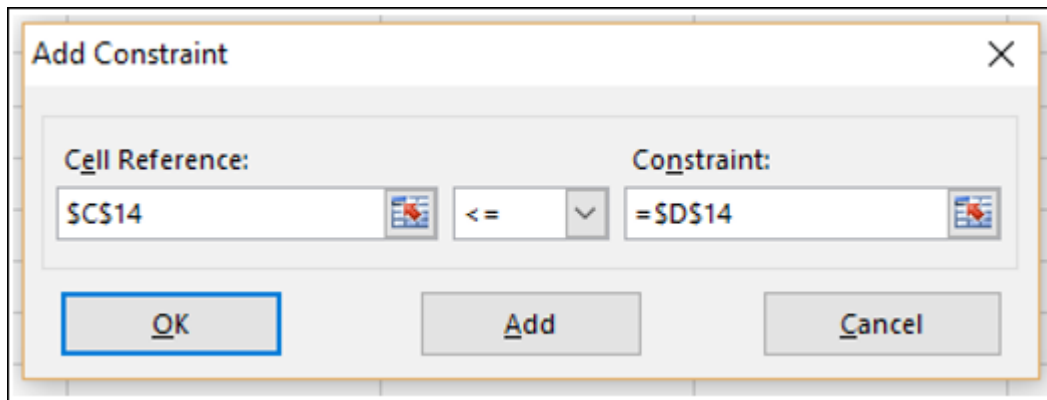 Add Constraint
Cell Reference:
Constraint:
$C$14
<=
=$D$14
OK
Add
Cancel